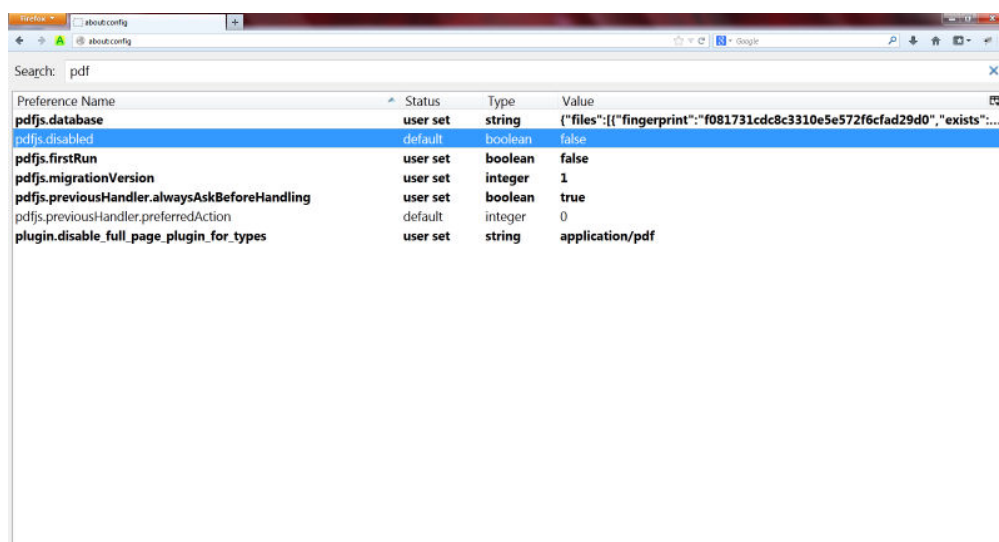 Firefox
about:config
+
A about:config Google
Search: pdf
Preference Name Status Type Value
pdfjs.database user set string {"files":[{"fingerprint":"f081731cdc8c3310e5e572f6cfad29d0","exists":...
pdfjs.disabled default boolean false
pdfjs.firstRun user set boolean false
pdfjs.migrationVersion user set integer 1
pdfjs.previousHandler.alwaysAskBeforeHandling user set boolean true
pdfjs.previousHandler.preferredAction default integer 0
plugin.disable_full_page_plugin_for_types user set string application/pdf